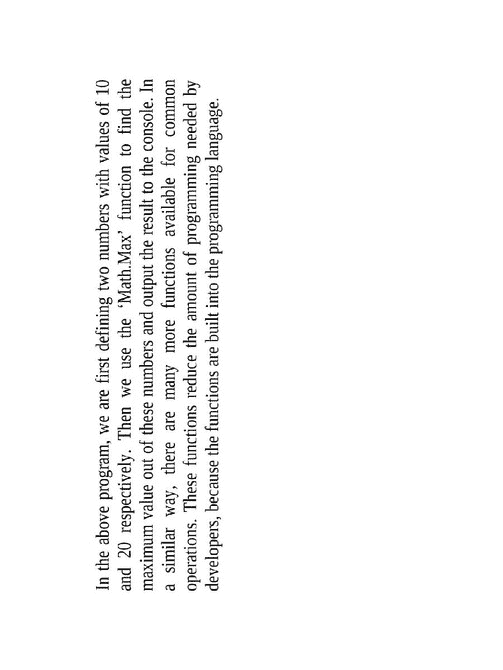 In the above program, we are first defining two numbers with values of 10
and 20 respectively. Then we use the ‘Math.Max’ function to find the
maximum value out of these numbers and output the result to the console. In
a similar way, there are many more functions available for common
operations. These functions reduce the amount of programming needed by
developers, because the functions are built into the programming language.